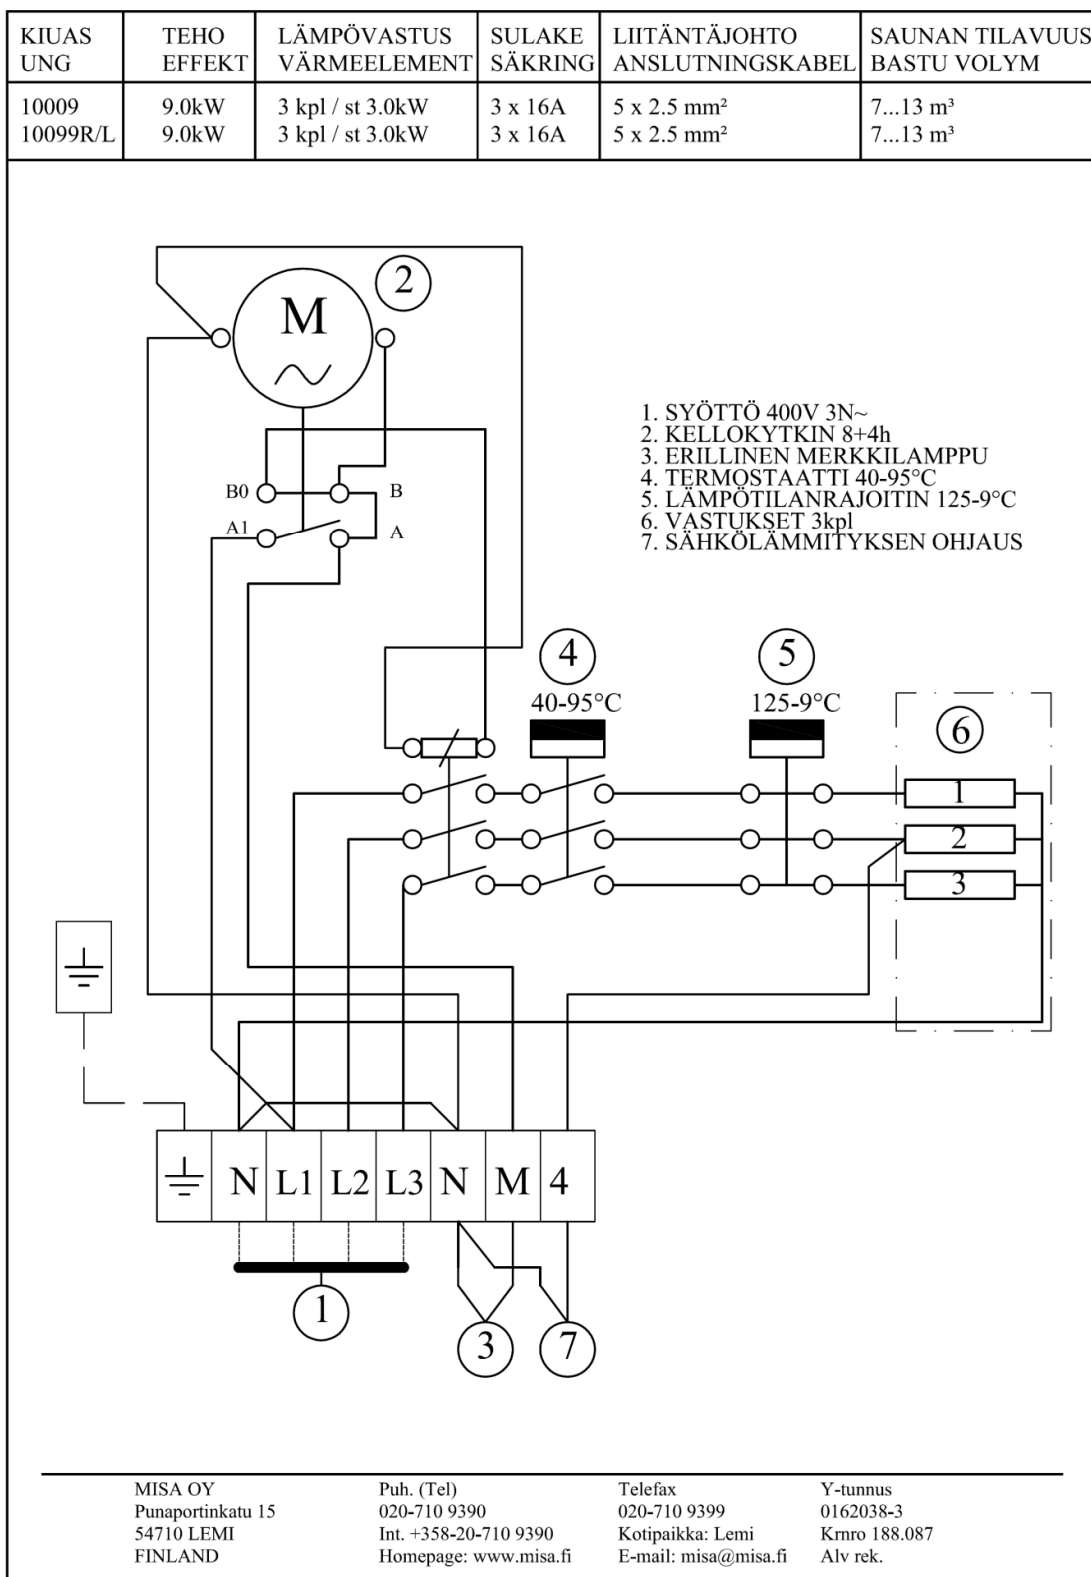 KIUAS TEHO LÄMPÖVASTUS SULAKE LIITÄNTÄJOHTO SAUNAN TILAVUUS
UNG EFFEKT VÄRMEELEMENT SÄKRING ANSLUTNINGSKABEL BASTU VOLYM
10009 9.0kW 3 kpl / st 3.0kW 3 x 16A 5 x 2.5 mm² 7...13 m³
10099R/L 9.0kW 3 kpl / st 3.0kW 3 x 16A 5 x 2.5 mm² 7...13 m³
2
M
1. SYÖTTÖ 400V 3N~
2. KELLOKYTKIN 8+4h
3. ERILLINEN MERKKILAMPPU
4. TERMOSTAATTI 40-95°C
5. LÄMPÖTILANRAJOITIN 125-9°C
6. VASTUKSET 3kpl
7. SÄHKÖLÄMMITYKSEN OHJAUS
B0 B
A1 A
4 5
40-95°C 125-9°C
6
1
2
3
N L1 L2 L3 N M 4
1 3 7
MISA OY Puh. (Tel) Telefax Y-tunnus
Punaportinkatu 15 020-710 9390 020-710 9399 0162038-3
54710 LEMI Int. +358-20-710 9390 Kotipaikka: Lemi Krnro 188.087
FINLAND Homepage: www.misa.fi E-mail: misa@misa.fi Alv rek.